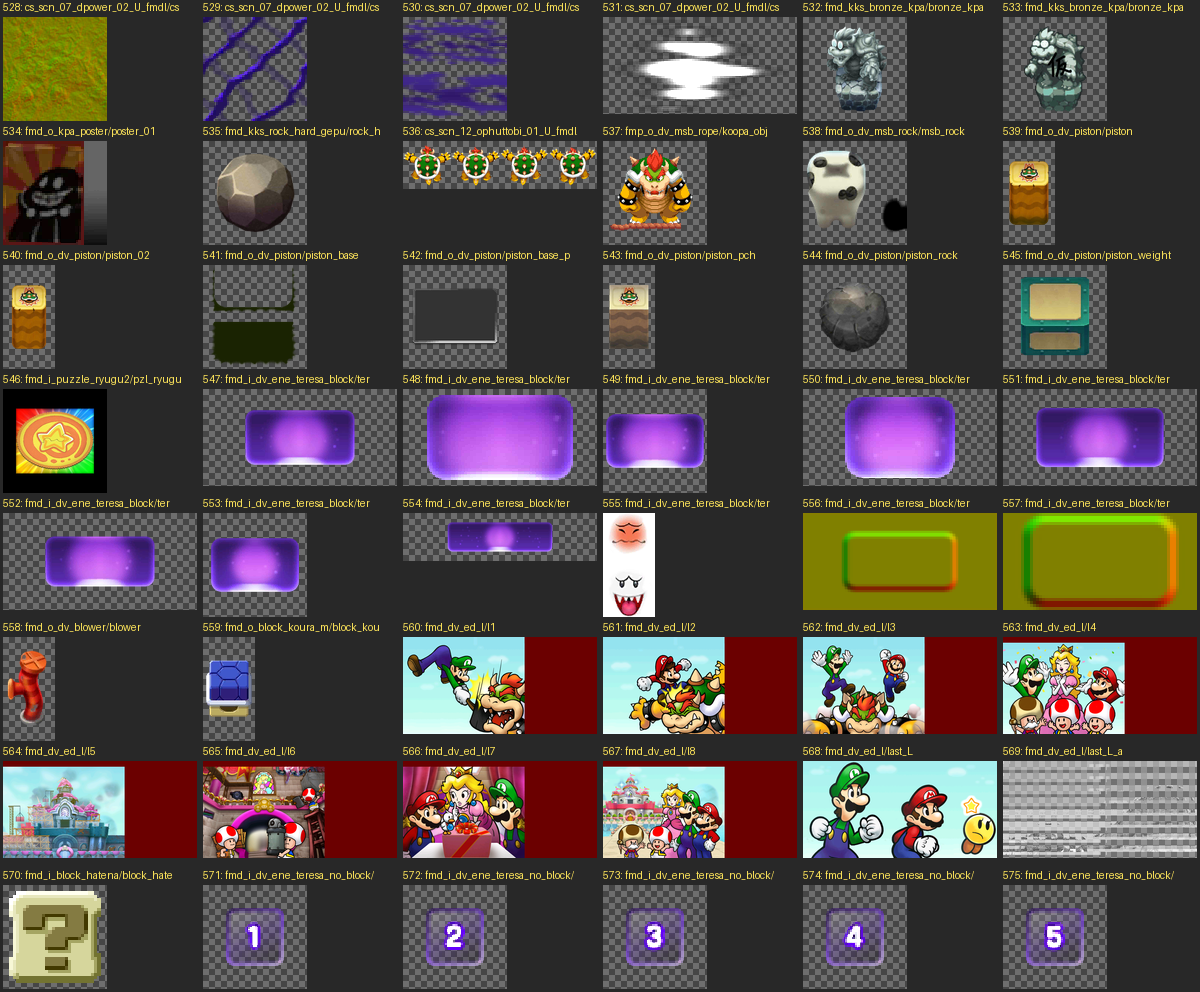 528: cs_scn_07_dpower_02_U_fmdl/cs
529: cs_scn_07_dpower_02_U_fmdl/cs
530: cs_scn_07_dpower_02_U_fmdl/cs
531: cs_scn_07_dpower_02_U_fmdl/cs
532: fmd_kks_bronze_kpa/bronze_kpa
533: fmd_kks_bronze_kpa/bronze_kpa
仮
534: fmd_o_kpa_poster/poster_01
535: fmd_kks_rock_hard_gepu/rock_h
536: cs_scn_12_ophuttobi_01_U_fmdl
537: fmp_o_dv_msb_rope/koopa_obj
538: fmd_o_dv_msb_rock/msb_rock
539: fmd_o_dv_piston/piston
540: fmd_o_dv_piston/piston_02
541: fmd_o_dv_piston/piston_base
542: fmd_o_dv_piston/piston_base_p
543: fmd_o_dv_piston/piston_pch
544: fmd_o_dv_piston/piston_rock
545: fmd_o_dv_piston/piston_weight
546: fmd_i_puzzle_ryugu2/pzl_ryugu
547: fmd_i_dv_ene_teresa_block/ter
548: fmd_i_dv_ene_teresa_block/ter
549: fmd_i_dv_ene_teresa_block/ter
550: fmd_i_dv_ene_teresa_block/ter
551: fmd_i_dv_ene_teresa_block/ter
552: fmd_i_dv_ene_teresa_block/ter
553: fmd_i_dv_ene_teresa_block/ter
554: fmd_i_dv_ene_teresa_block/ter
555: fmd_i_dv_ene_teresa_block/ter
556: fmd_i_dv_ene_teresa_block/ter
557: fmd_i_dv_ene_teresa_block/ter
558: fmd_o_dv_blower/blower
559: fmd_o_block_koura_m/block_kou
560: fmd_dv_ed_l/l1
561: fmd_dv_ed_l/l2
562: fmd_dv_ed_l/l3
563: fmd_dv_ed_l/l4
564: fmd_dv_ed_l/l5
565: fmd_dv_ed_l/l6
566: fmd_dv_ed_l/l7
567: fmd_dv_ed_l/l8
568: fmd_dv_ed_l/last_L
569: fmd_dv_ed_l/last_L_a
570: fmd_i_block_hatena/block_hate
571: fmd_i_dv_ene_teresa_no_block/
572: fmd_i_dv_ene_teresa_no_block/
573: fmd_i_dv_ene_teresa_no_block/
574: fmd_i_dv_ene_teresa_no_block/
575: fmd_i_dv_ene_teresa_no_block/
?
1
2
3
4
5